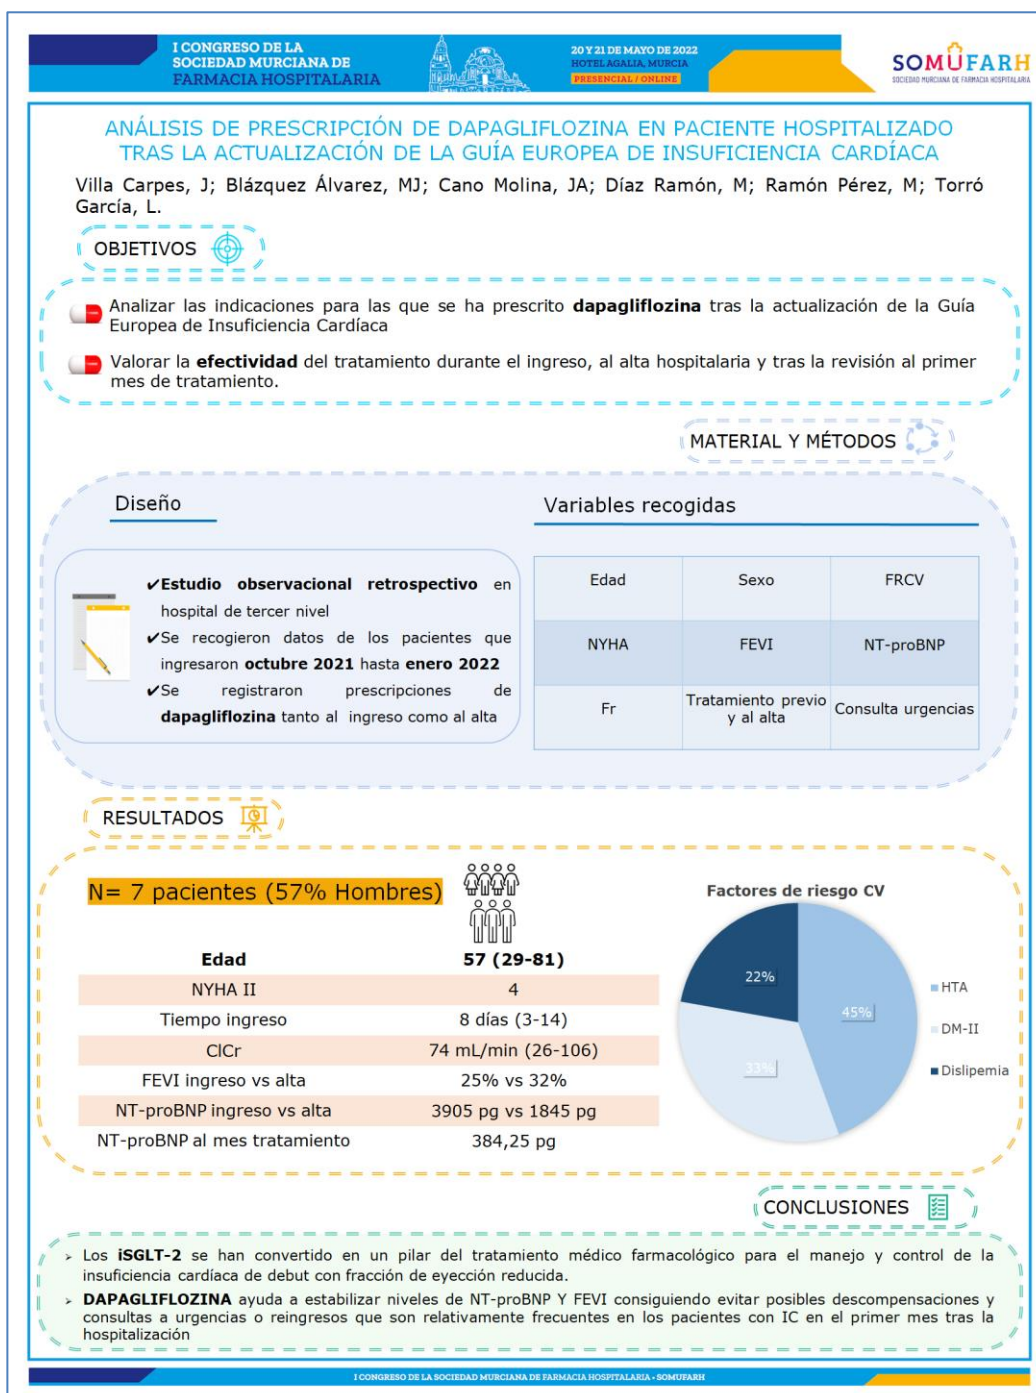 I CONGRESO DE LA
SOCIEDAD MURCIANA DE
FARMACIA HOSPITALARIA
20 Y 21 DE MAYO DE 2022
HOTEL AGALIA, MURCIA
PRESENCIAL / ONLINE
SOMUFARH
SOCIEDAD MURCIANA DE FARMACIA HOSPITALARIA
ANÁLISIS DE PRESCRIPCIÓN DE DAPAGLIFLOZINA EN PACIENTE HOSPITALIZADO
TRAS LA ACTUALIZACIÓN DE LA GUÍA EUROPEA DE INSUFICIENCIA CARDÍACA
Villa Carpes, J; Blázquez Álvarez, MJ; Cano Molina, JA; Díaz Ramón, M; Ramón Pérez, M; Torró
García, L.
OBJETIVOS
Analizar las indicaciones para las que se ha prescrito dapagliflozina tras la actualización de la Guía
Europea de Insuficiencia Cardíaca
Valorar la efectividad del tratamiento durante el ingreso, al alta hospitalaria y tras la revisión al primer
mes de tratamiento.
MATERIAL Y MÉTODOS
Diseño
✔Estudio observacional retrospectivo en
hospital de tercer nivel
✔Se recogieron datos de los pacientes que
ingresaron octubre 2021 hasta enero 2022
✔Se registraron prescripciones de
dapagliflozina tanto al ingreso como al alta
Variables recogidas
Edad Sexo FRCV
NYHA FEVI NT-proBNP
Fr Tratamiento previo y al alta Consulta urgencias
RESULTADOS
N= 7 pacientes (57% Hombres)
Edad 57 (29-81)
NYHA II 4
Tiempo ingreso 8 días (3-14)
ClCr 74 mL/min (26-106)
FEVI ingreso vs alta 25% vs 32%
NT-proBNP ingreso vs alta 3905 pg vs 1845 pg
NT-proBNP al mes tratamiento 384,25 pg
Factores de riesgo CV
22%
45%
33%
HTA
DM-II
Dislipemia
CONCLUSIONES
➢ Los iSGLT-2 se han convertido en un pilar del tratamiento médico farmacológico para el manejo y control de la
insuficiencia cardíaca de debut con fracción de eyección reducida.
➢ DAPAGLIFLOZINA ayuda a estabilizar niveles de NT-proBNP Y FEVI consiguiendo evitar posibles descompensaciones y
consultas a urgencias o reingresos que son relativamente frecuentes en los pacientes con IC en el primer mes tras la
hospitalización
I CONGRESO DE LA SOCIEDAD MURCIANA DE FARMACIA HOSPITALARIA • SOMUFARH